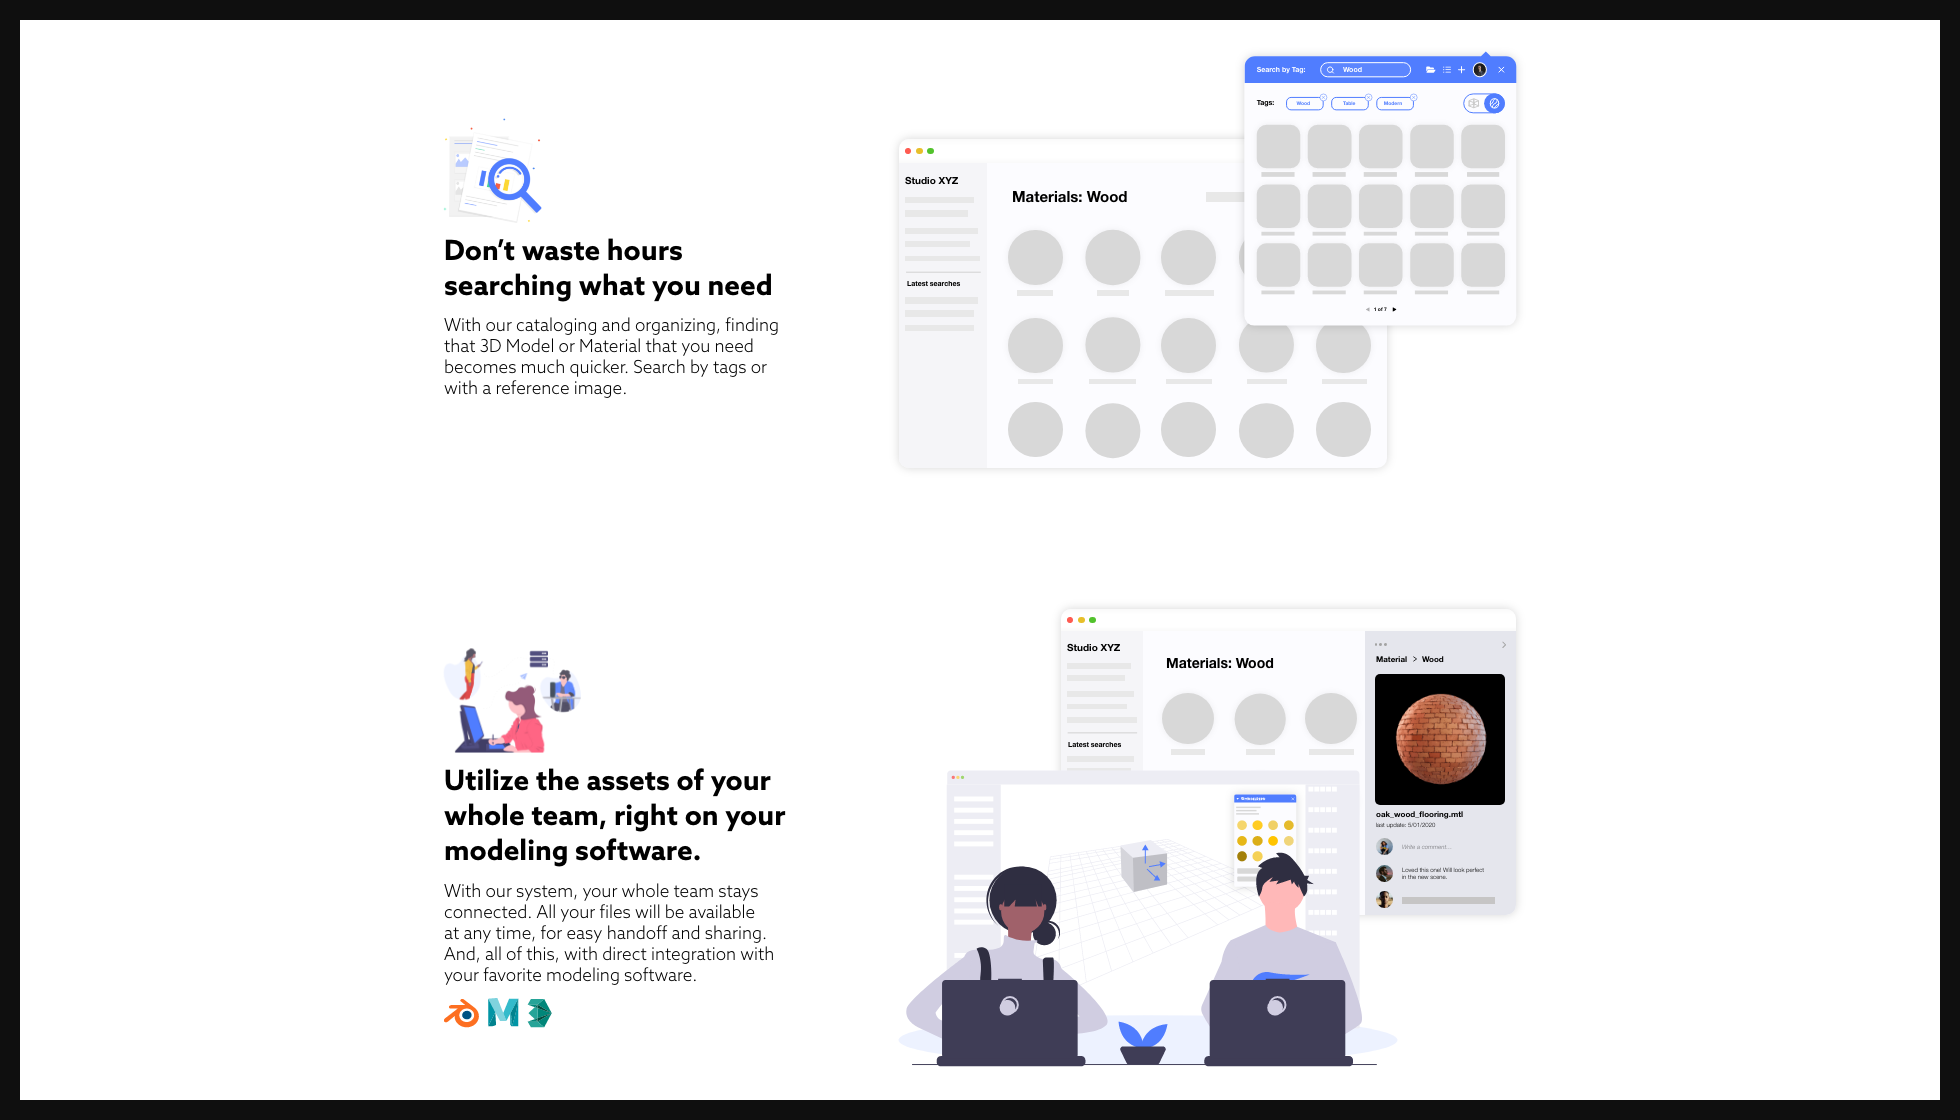 Don’t waste hours
searching what you need
With our cataloging and organizing, finding
that 3D Model or Material that you need
becomes much quicker. Search by tags or
with a reference image.
Studio XYZ
Latest searches
Materials: Wood
Search by Tag:
Wood
Tags:
Wood
Table
Modern
1 of 7
Utilize the assets of your
whole team, right on your
modeling software.
With our system, your whole team stays
connected. All your files will be available
at any time, for easy handoff and sharing.
And, all of this, with direct integration with
your favorite modeling software.
Studio XYZ
Latest searches
Materials: Wood
Material > Wood
oak_wood_flooring.mtl
last update: 5/01/2020
Write a comment...
Loved this one! Will look perfect
in the new scene.